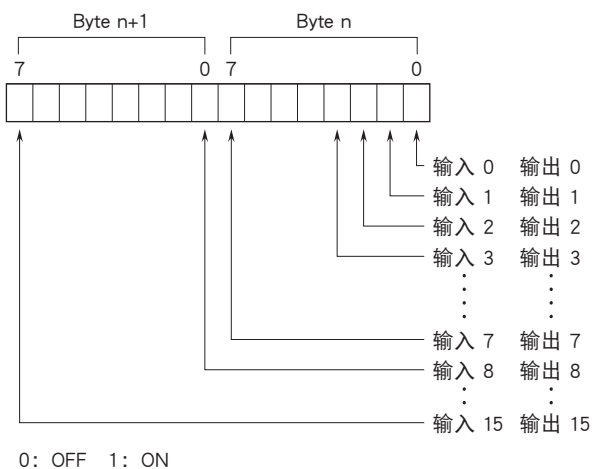 Byte n+1 Byte n
7 0 7 0
输入 0 输出 0
输入 1 输出 1
输入 2 输出 2
输入 3 输出 3
输入 7 输出 7
输入 8 输出 8
输入 15 输出 15
0: OFF 1: ON